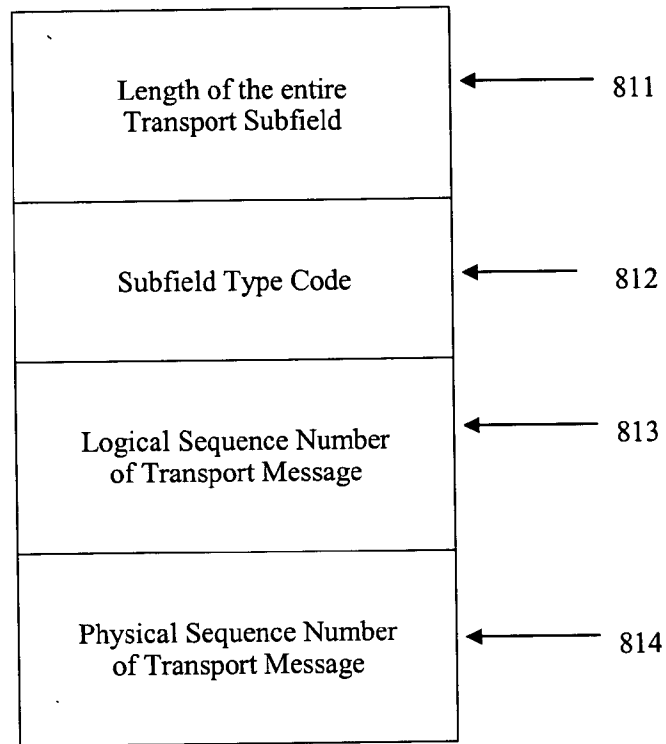 Length of the entire
Transport Subfield
811
Subfield Type Code
812
Logical Sequence Number
of Transport Message
813
Physical Sequence Number
of Transport Message
814